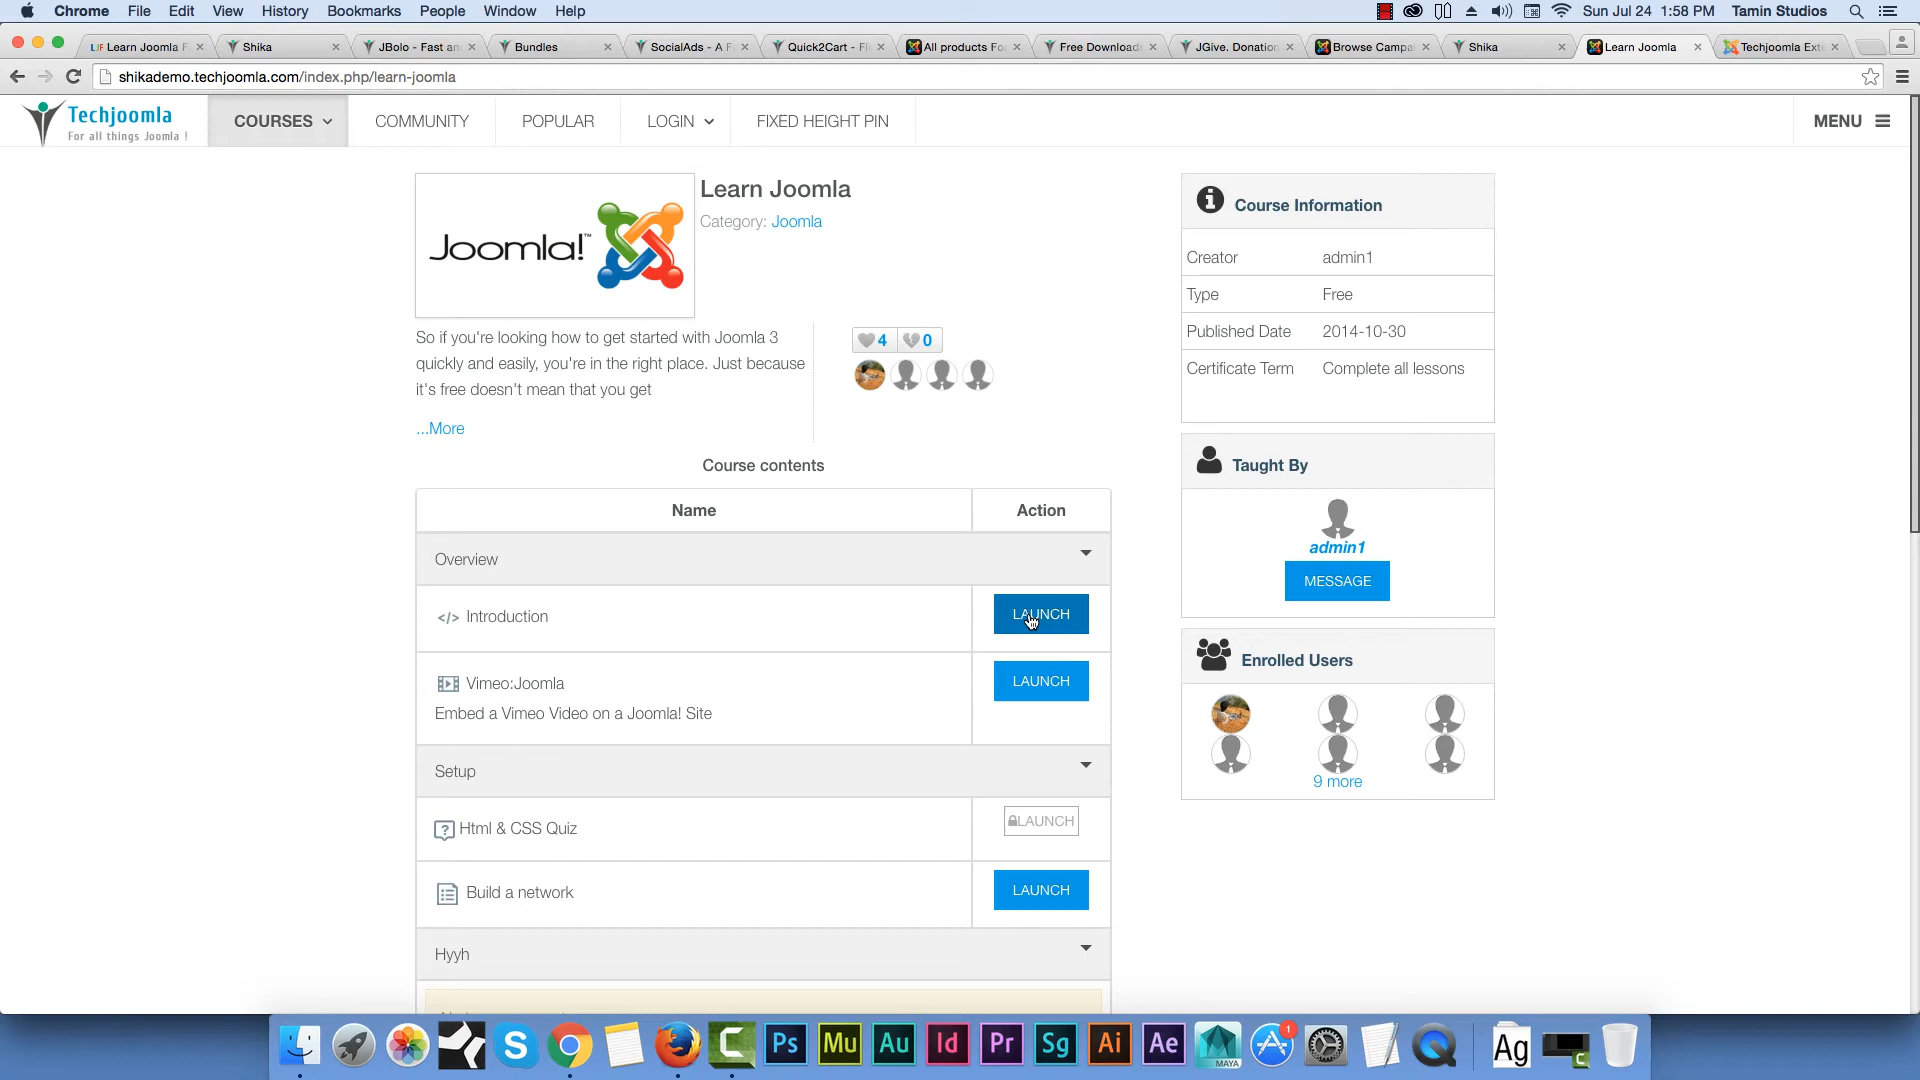 Chrome File Edit View History Bookmarks People Window Help Sun Jul 24 1:58 PM Tamin Studios
Learn Joomla F Shika JBolo - Fast an Bundles SocialAds - A F Quick2Cart - Fl All products Fo Free Download JGive. Donation Browse Campa Shika Learn Joomla Techjoomla Ext
shikademo.techjoomla.com/index.php/learn-joomla
Techjoomla
For all things Joomla !
COURSES COMMUNITY POPULAR LOGIN FIXED HEIGHT PIN MENU
Joomla!™
Learn Joomla
Category: Joomla
So if you're looking how to get started with Joomla 3
quickly and easily, you're in the right place. Just because
it's free doesn't mean that you get
...More
4 0
Course contents
Name Action
Overview
</> Introduction LAUNCH
Vimeo:Joomla LAUNCH
Embed a Vimeo Video on a Joomla! Site
Setup
Html & CSS Quiz LAUNCH
Build a network LAUNCH
Hyyh
Course Information
Creator admin1
Type Free
Published Date 2014-10-30
Certificate Term Complete all lessons
Taught By
admin1
MESSAGE
Enrolled Users
9 more
Ps Mu Au Id Pr Sg Ai Ae MAYA 1 Ag